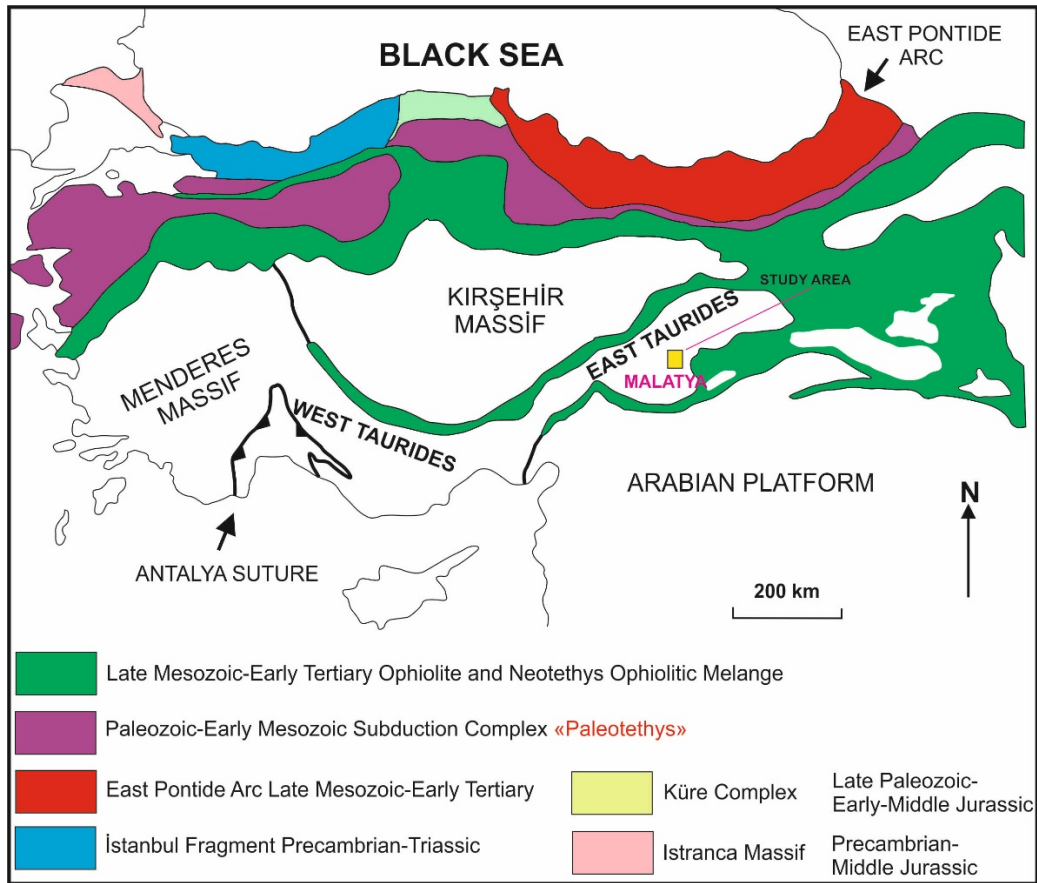 BLACK SEA
EAST PONTIDE
ARC
STUDY AREA
KIRŞEHİR
MASSİF
EAST TAURIDES
MALATYA
MENDERES
MASSIF
WEST TAURIDES
ARABIAN PLATFORM
N
ANTALYA SUTURE
200 km
Late Mesozoic-Early Tertiary Ophiolite and Neotethys Ophiolitic Melange
Paleozoic-Early Mesozoic Subduction Complex «Paleotethys»
East Pontide Arc Late Mesozoic-Early Tertiary
Küre Complex
Late Paleozoic-
Early-Middle Jurassic
İstanbul Fragment Precambrian-Triassic
Istranca Massif
Precambrian-
Middle Jurassic